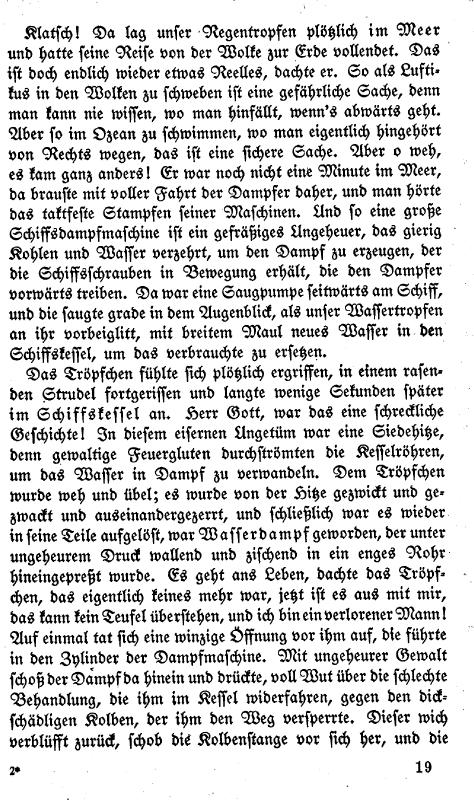 Klatsch! Da lag unser Regentropfen plötzlich im Meer
und hatte seine Reise von der Wolke zur Erde vollendet. Das
ist doch endlich wieder etwas Reelles, dachte er. So als Lufti-
kus in den Wolken zu schweben ist eine gefährliche Sache, denn
man kann nie wissen, wo man hinfällt, wenn's abwärts geht.
Aber so im Ozean zu schwimmen, wo man eigentlich hingehört
von Rechts wegen, das ist eine sichere Sache. Aber o weh,
es kam ganz anders! Er war noch nicht eine Minute im Meer,
da brauste mit voller Fahrt der Dampfer daher, und man hörte
das taktfeste Stampfen seiner Maschinen. Und so eine große
Schiffsdampfmaschine ist ein gefräßiges Ungeheuer, das gierig
Kohlen und Wasser verzehrt, um den Dampf zu erzeugen, der
die Schiffsschrauben in Bewegung erhält, die den Dampfer
vorwärts treiben. Da war eine Saugpumpe seitwärts am Schiff,
und die saugte grade in dem Augenblick, als unser Wassertropfen
an ihr vorbeiglitt, mit breitem Maul neues Wasser in den
Schiffskessel, um das verbrauchte zu ersetzen.
Das Tröpfchen fühlte sich plötzlich ergriffen, in einem rasen-
den Strudel fortgerissen und langte wenige Sekunden später
im Schiffskessel an. Herr Gott, war das eine schreckliche
Geschichte! In diesem eisernen Ungetüm war eine Siedehitze,
denn gewaltige Feuergluten durchströmten die Kesselröhren,
um das Wasser in Dampf zu verwandeln. Dem Tröpfchen
wurde weh und übel; es wurde von der Hitze gezwickt und ge-
zwackt und auseinandergezerrt, und schließlich war es wieder
in seine Teile aufgelöst, war Wasserdampf geworden, der unter
ungeheurem Druck wallend und zischend in ein enges Rohr
hineingepreßt wurde. Es geht ans Leben, dachte das Tröpf-
chen, das eigentlich keines mehr war, jetzt ist es aus mit mir,
das kann kein Teufel überstehen, und ich bin ein verlorener Mann!
Auf einmal tat sich eine winzige Öffnung vor ihm auf, die führte
in den Zylinder der Dampfmaschine. Mit ungeheurer Gewalt
schoß der Dampf da hinein und drückte, voll Wut über die schlechte
Behandlung, die ihm im Kessel widerfahren, gegen den dick-
schädligen Kolben, der ihm den Weg versperrte. Dieser wich
verblüfft zurück, schob die Kolbenstange vor sich her, und die
2* 19